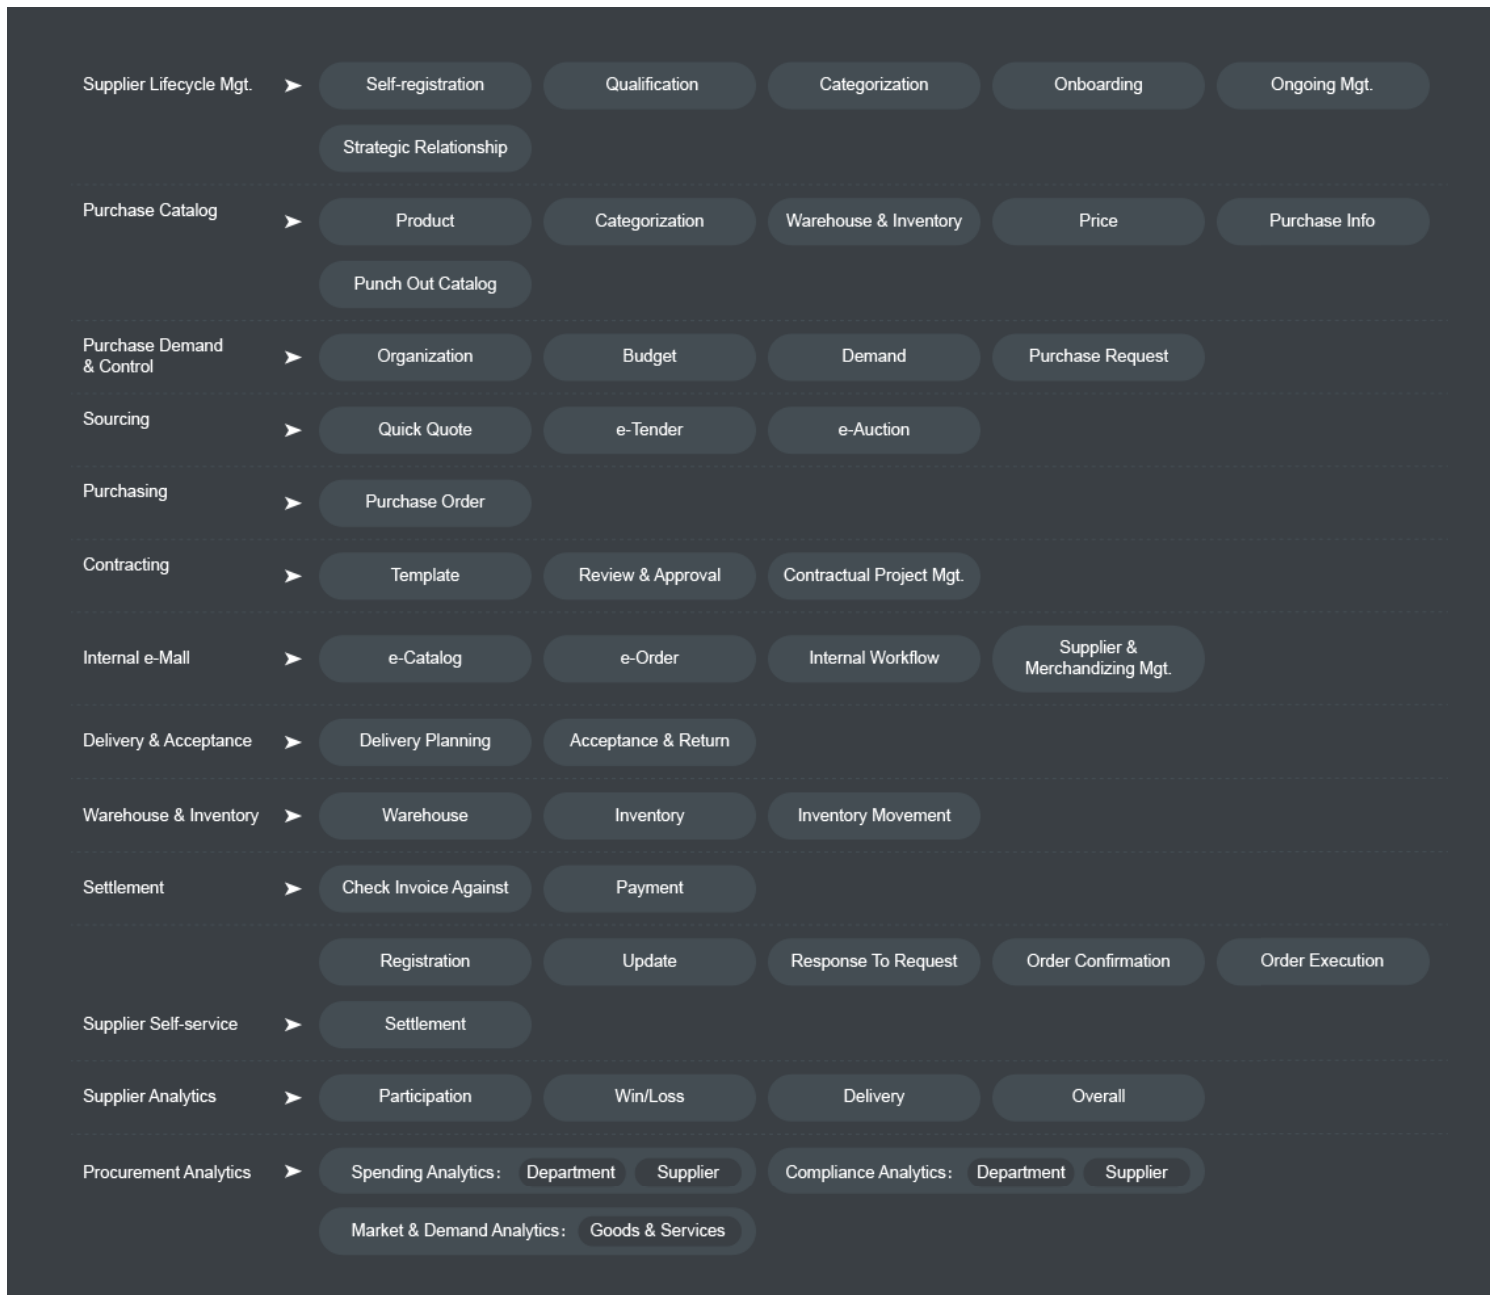 Supplier Lifecycle Mgt. Self-registration Qualification Categorization Onboarding Ongoing Mgt.
Strategic Relationship
Purchase Catalog Product Categorization Warehouse & Inventory Price Purchase Info
Punch Out Catalog
Purchase Demand
& Control
Organization Budget Demand Purchase Request
Sourcing Quick Quote e-Tender e-Auction
Purchasing Purchase Order
Contracting Template Review & Approval Contractual Project Mgt.
Internal e-Mall e-Catalog e-Order Internal Workflow
Supplier &
Merchandizing Mgt.
Delivery & Acceptance Delivery Planning Acceptance & Return
Warehouse & Inventory Warehouse Inventory Inventory Movement
Settlement Check Invoice Against Payment
Registration Update Response To Request Order Confirmation Order Execution
Supplier Self-service Settlement
Supplier Analytics Participation Win/Loss Delivery Overall
Procurement Analytics Spending Analytics: Department Supplier Compliance Analytics: Department Supplier
Market & Demand Analytics: Goods & Services